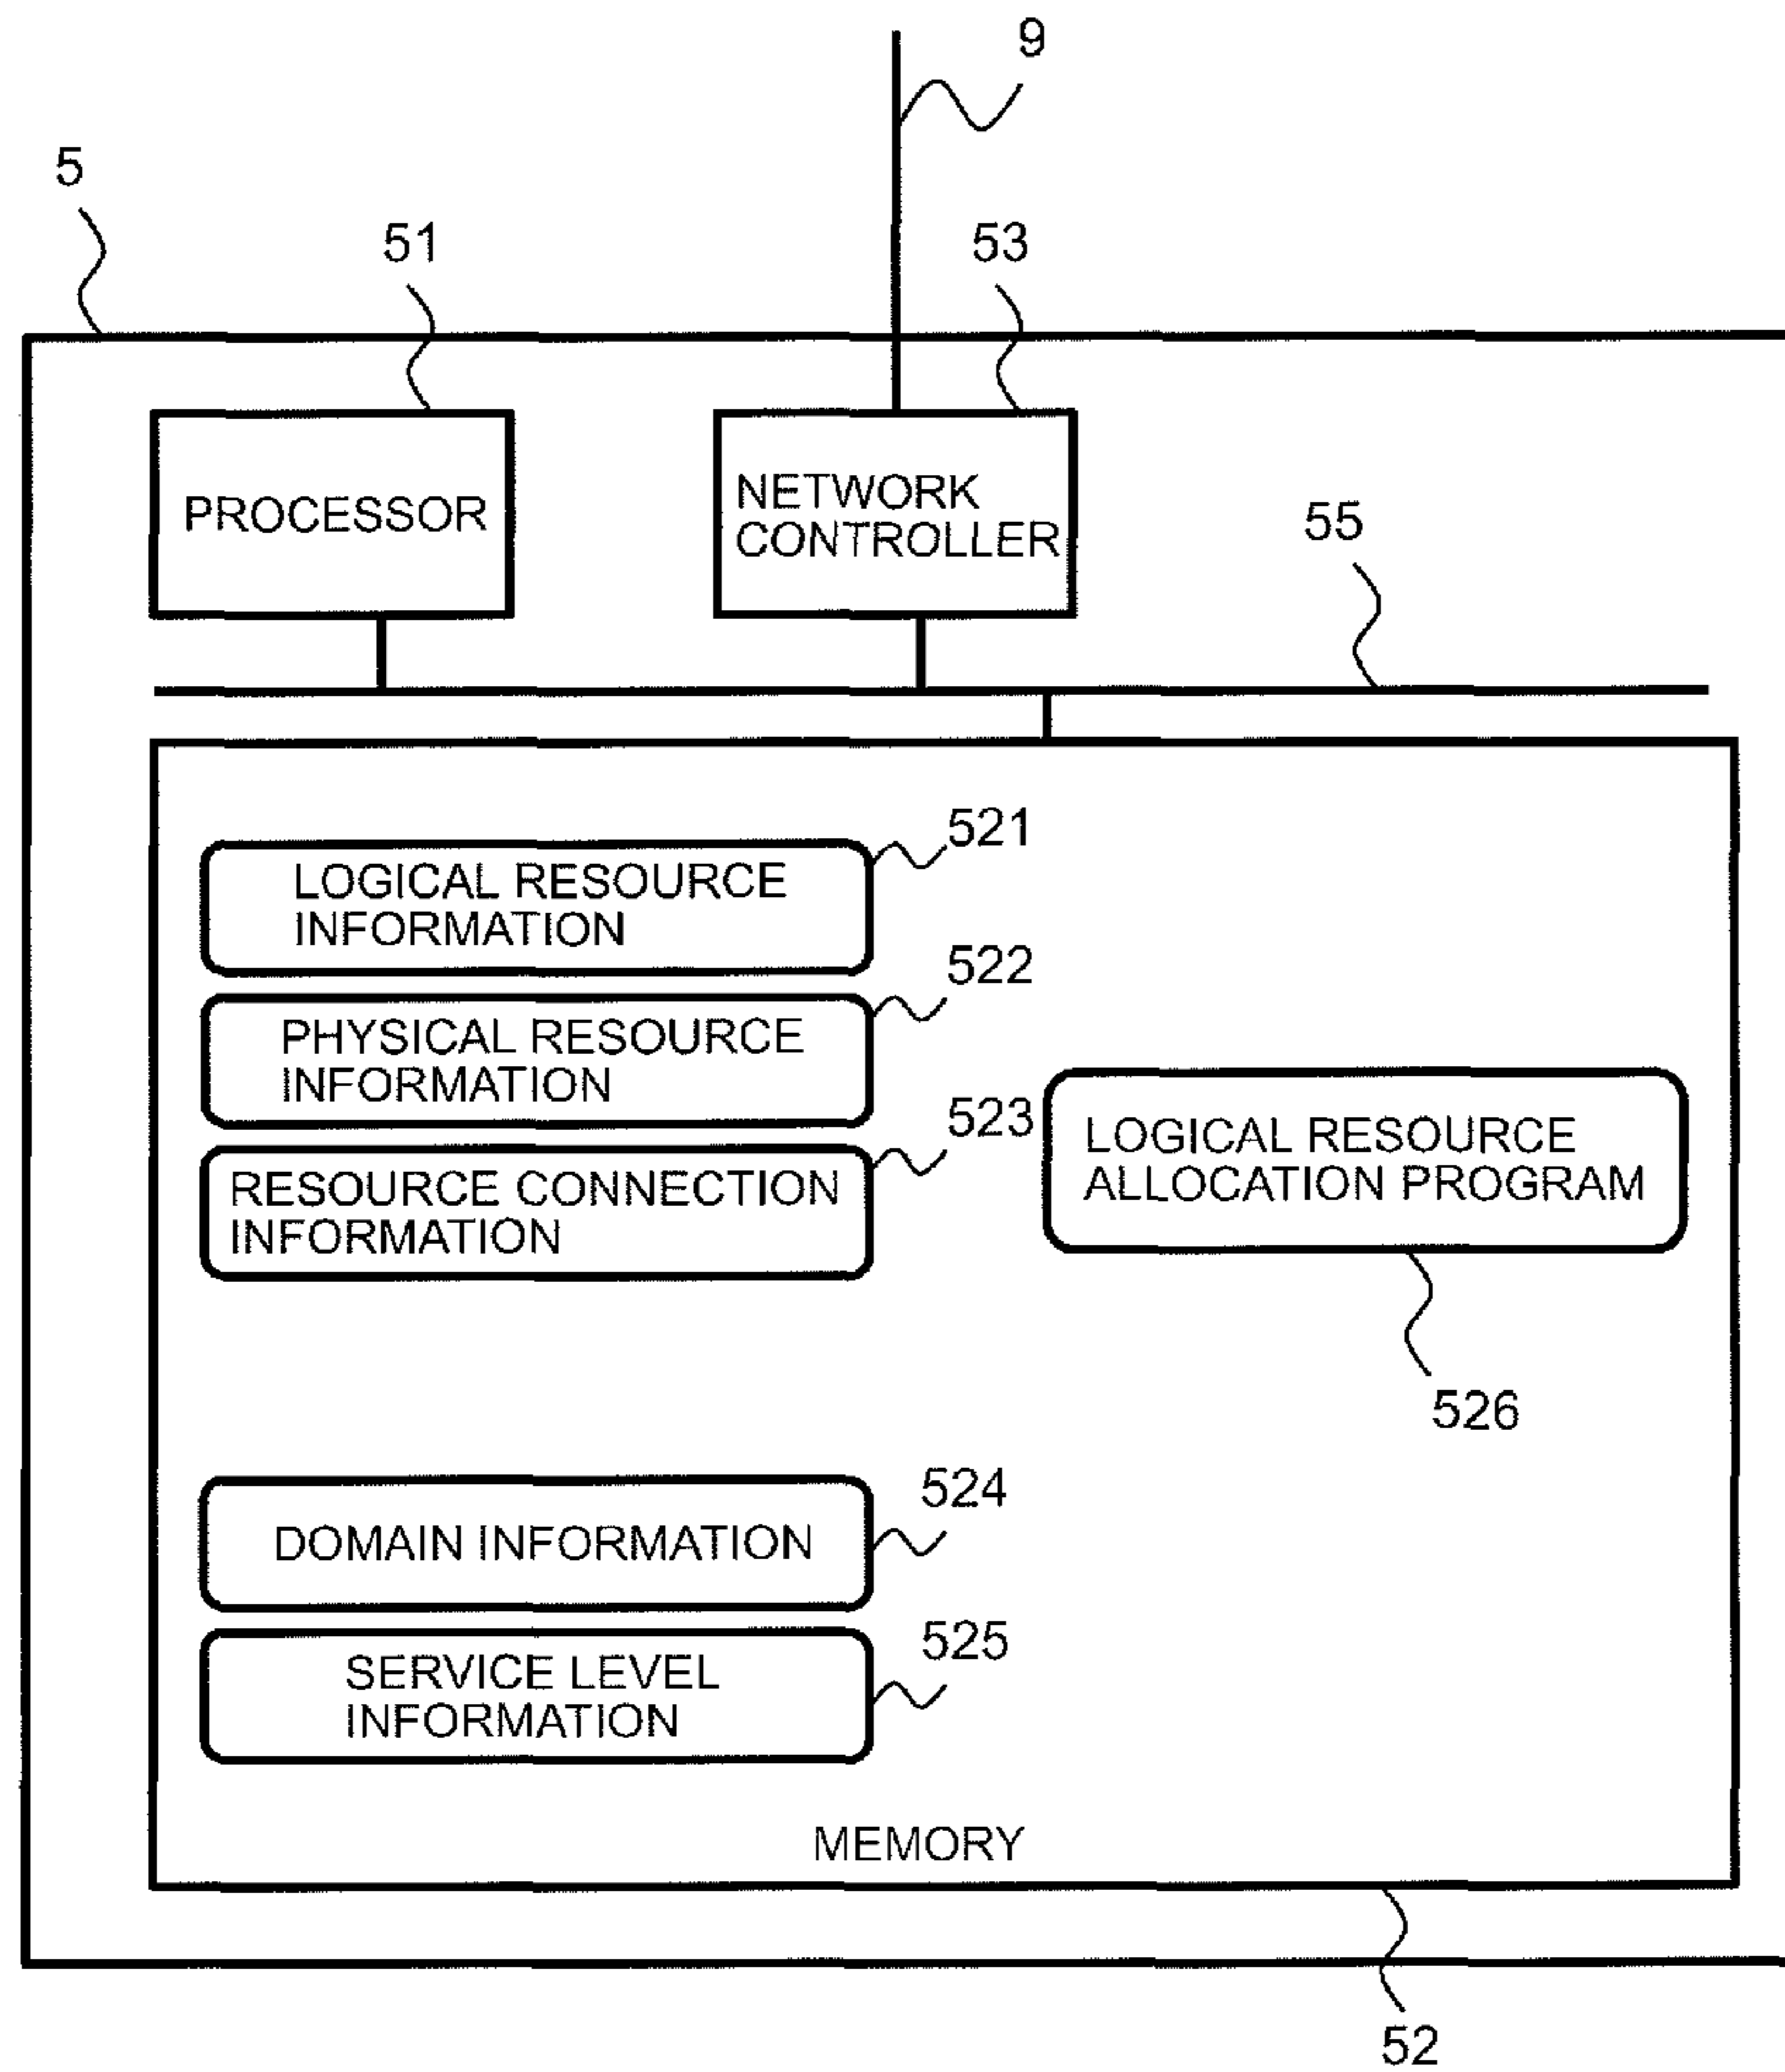 9
5
51
53
PROCESSOR
NETWORK
CONTROLLER
55
521
LOGICAL RESOURCE
INFORMATION
522
PHYSICAL RESOURCE
INFORMATION
523
RESOURCE CONNECTION
INFORMATION
LOGICAL RESOURCE
ALLOCATION PROGRAM
526
524
DOMAIN INFORMATION
525
SERVICE LEVEL
INFORMATION
MEMORY
52